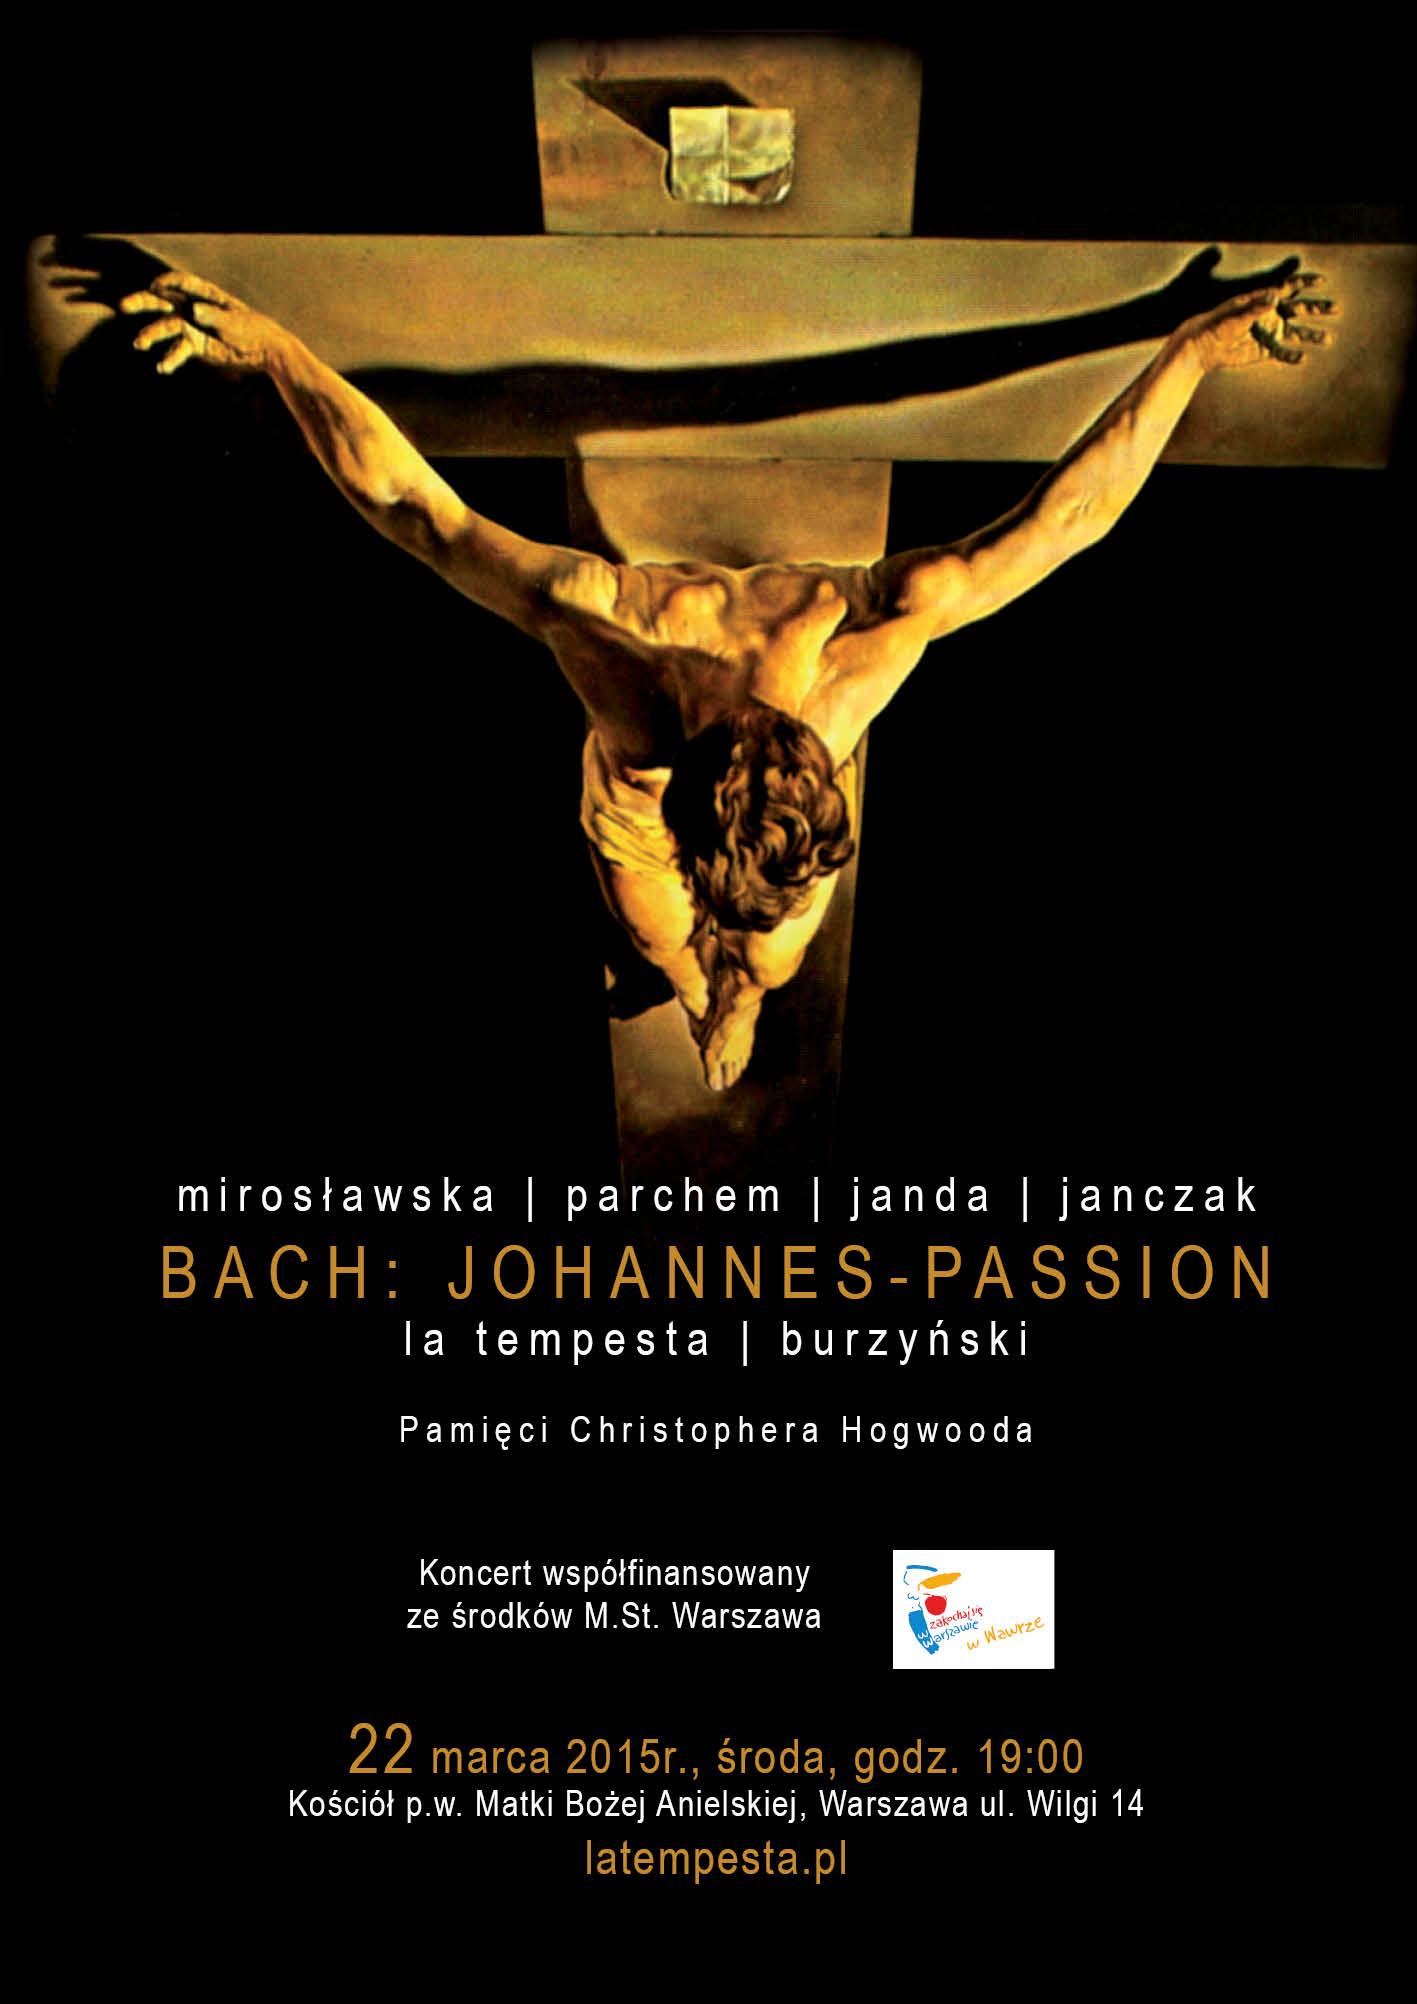 mirosławska | parchem | janda | janczak
BACH: JOHANNES-PASSION
la tempesta | burzyński
Pamięci Christophera Hogwooda
Koncert współfinansowany
ze środków M.St. Warszawa
zakochaj się
w Warszawie
w Wawrze
22 marca 2015r., środa, godz. 19:00
Kościół p.w. Matki Bożej Anielskiej, Warszawa ul. Wilgi 14
latempesta.pl